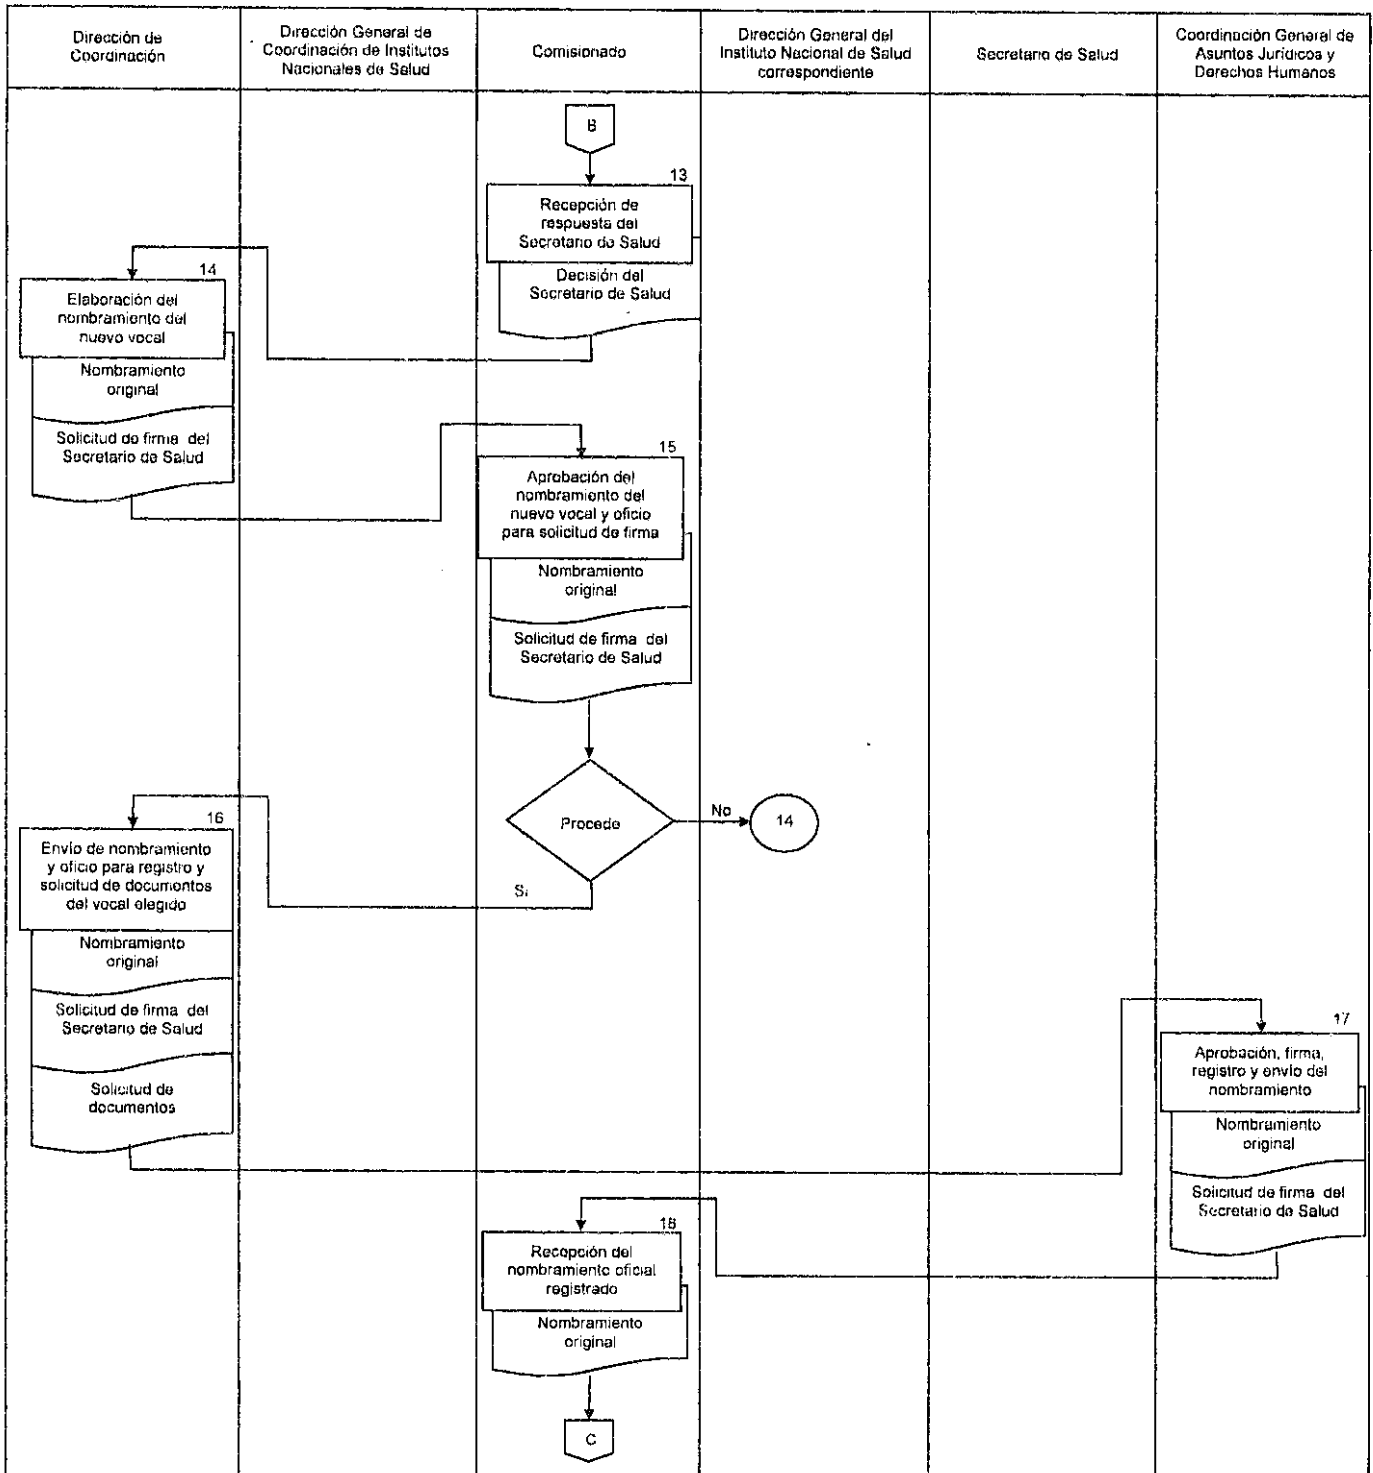 Dirección de
Coordinación
Dirección General de
Coordinación de Institutos
Nacionales de Salud
Comisionado
Dirección General del
Instituto Nacional de Salud
correspondiente
Secretario de Salud
Coordinación General de
Asuntos Jurídicos y
Derechos Humanos
B
13
Recepción de
respuesta del
Secretario de Salud
Decisión del
Secretario de Salud
14
Elaboración del
nombramiento del
nuevo vocal
Nombramiento
original
Solicitud de firma del
Secretario de Salud
15
Aprobación del
nombramiento del
nuevo vocal y oficio
para solicitud de firma
Nombramiento
original
Solicitud de firma del
Secretario de Salud
Procede
No
14
Si
16
Envío de nombramiento
y oficio para registro y
solicitud de documentos
del vocal elegido
Nombramiento
original
Solicitud de firma del
Secretario de Salud
Solicitud de
documentos
17
Aprobación, firma,
registro y envío del
nombramiento
Nombramiento
original
Solicitud de firma del
Secretario de Salud
18
Recepción del
nombramiento oficial
registrado
Nombramiento
original
C